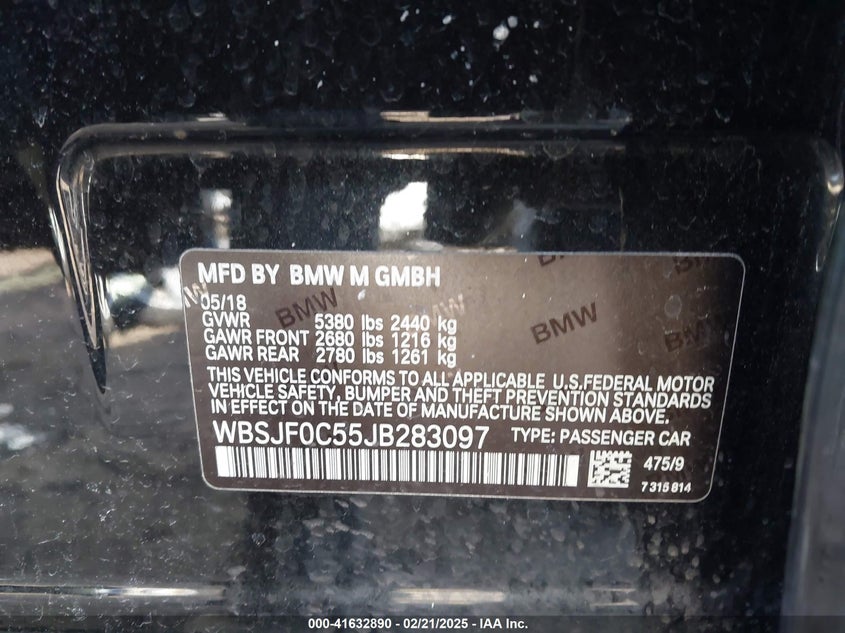 MFD BY BMW M GMBH
05/18
GVWR 5380 lbs 2440 kg
GAWR FRONT 2680 lbs 1216 kg
GAWR REAR 2780 lbs 1261 kg
THIS VEHICLE CONFORMS TO ALL APPLICABLE U.S.FEDERAL MOTOR
VEHICLE SAFETY, BUMPER AND THEFT PREVENTION STANDARDS
IN EFFECT ON THE DATE OF MANUFACTURE SHOWN ABOVE.
WBSJF0C55JB283097 TYPE: PASSENGER CAR
475/9
7 315 814
BMW
BMW
000-41632890 - 02/21/2025 - IAA Inc.